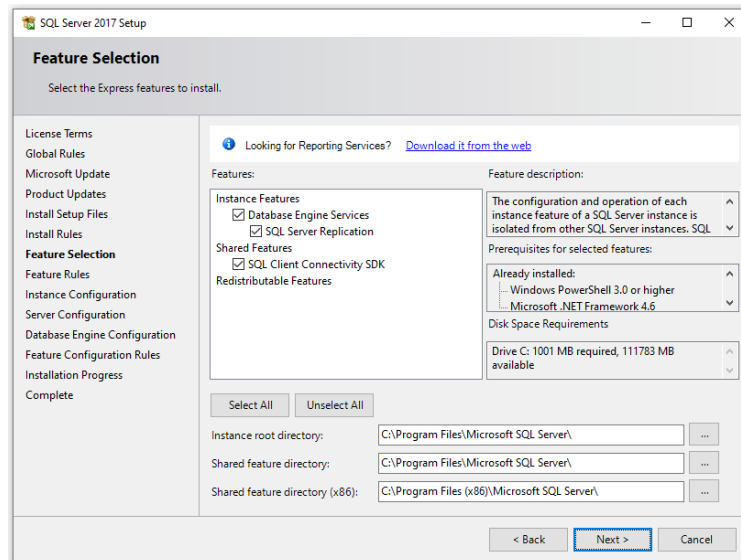 SQL Server 2017 Setup
Feature Selection
Select the Express features to install.
License Terms
Global Rules
Microsoft Update
Product Updates
Install Setup Files
Install Rules
Feature Selection
Feature Rules
Instance Configuration
Server Configuration
Database Engine Configuration
Feature Configuration Rules
Installation Progress
Complete
Looking for Reporting Services? Download it from the web
Features:
Instance Features
Database Engine Services
SQL Server Replication
Shared Features
SQL Client Connectivity SDK
Redistributable Features
Feature description:
The configuration and operation of each
instance feature of a SQL Server instance is
isolated from other SQL Server instances. SQL
Prerequisites for selected features:
Already installed:
Windows PowerShell 3.0 or higher
Microsoft .NET Framework 4.6
Disk Space Requirements
Drive C: 1001 MB required, 111783 MB
available
Select All
Unselect All
Instance root directory:
C:\Program Files\Microsoft SQL Server\
...
Shared feature directory:
C:\Program Files\Microsoft SQL Server\
...
Shared feature directory (x86):
C:\Program Files (x86)\Microsoft SQL Server\
...
< Back
Next >
Cancel